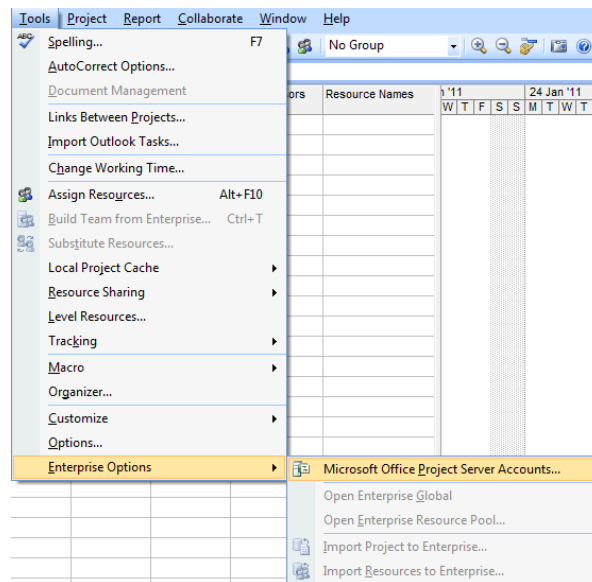 Tools Project Report Collaborate Window Help
ABC Spelling... F7
No Group
AutoCorrect Options...
Document Management
ors Resource Names '11 24 Jan '11
W T F S S M T W T
Links Between Projects...
Import Outlook Tasks...
Change Working Time...
Assign Resources... Alt+F10
Build Team from Enterprise... Ctrl+T
Substitute Resources...
Local Project Cache
Resource Sharing
Level Resources...
Tracking
Macro
Organizer...
Customize
Options...
Enterprise Options
Microsoft Office Project Server Accounts...
Open Enterprise Global
Open Enterprise Resource Pool...
Import Project to Enterprise...
Import Resources to Enterprise...